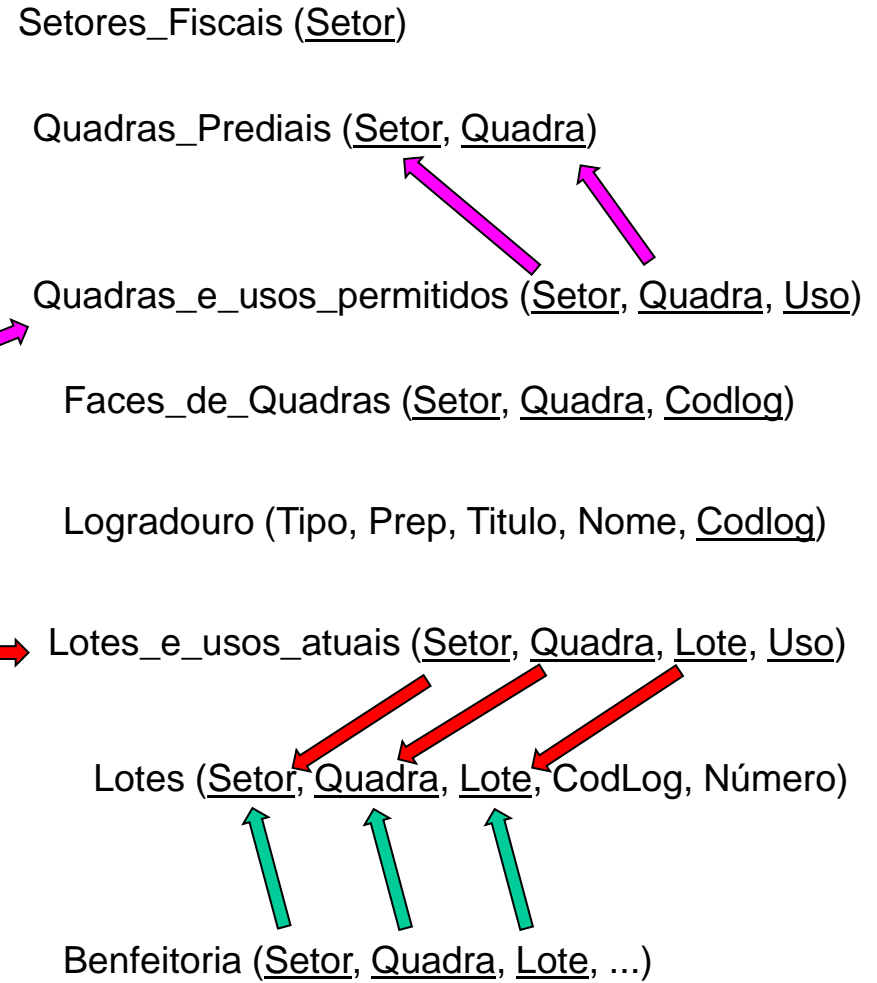 Setores_Fiscais (Setor)
Quadras_Prediais (Setor, Quadra)
Quadras_e_usos_permitidos (Setor, Quadra, Uso)
Faces_de_Quadras (Setor, Quadra, Codlog)
Logradouro (Tipo, Prep, Titulo, Nome, Codlog)
Lotes_e_usos_atuais (Setor, Quadra, Lote, Uso)
Lotes (Setor, Quadra, Lote, CodLog, Número)
Benfeitoria (Setor, Quadra, Lote, ...)